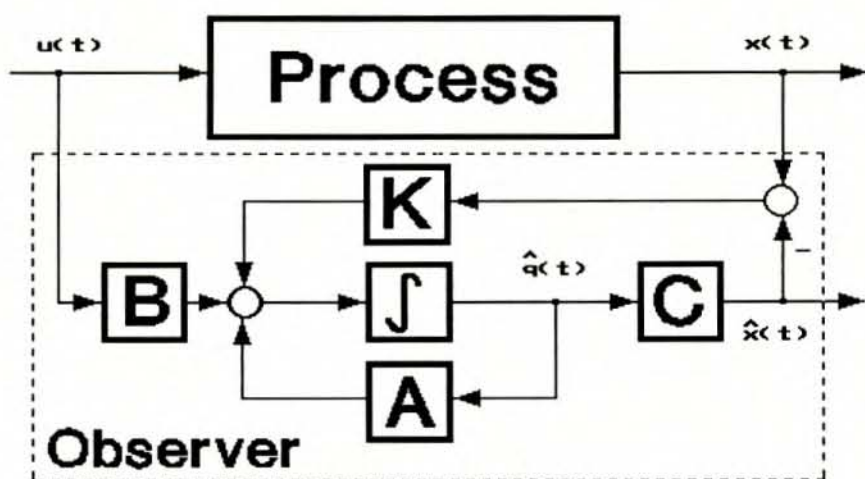 u(t)
Process
x(t)
K
−
B
∫
q̂(t)
C
x̂(t)
A
Observer